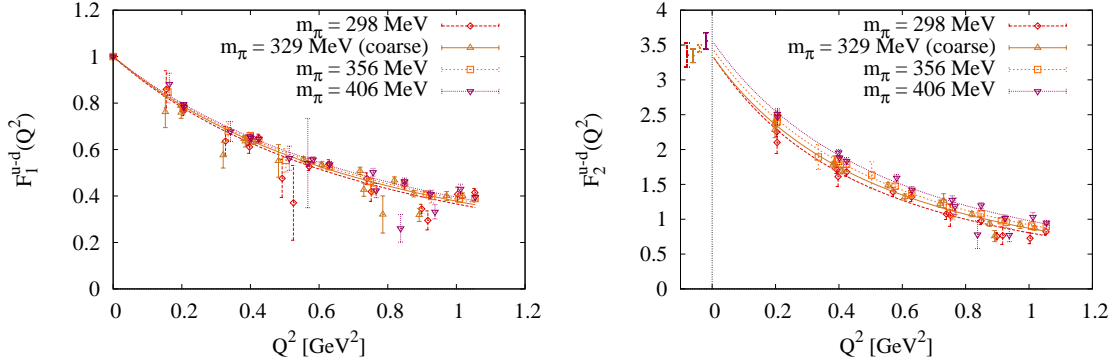 m_π = 298 MeV
m_π = 329 MeV (coarse)
m_π = 356 MeV
m_π = 406 MeV
F_1^{u-d}(Q^2)
1.2
1
0.8
0.6
0.4
0.2
0
0 0.2 0.4 0.6 0.8 1 1.2
Q^2 [GeV^2]
m_π = 298 MeV
m_π = 329 MeV (coarse)
m_π = 356 MeV
m_π = 406 MeV
F_2^{u-d}(Q^2)
4
3.5
3
2.5
2
1.5
1
0.5
0
0 0.2 0.4 0.6 0.8 1 1.2
Q^2 [GeV^2]